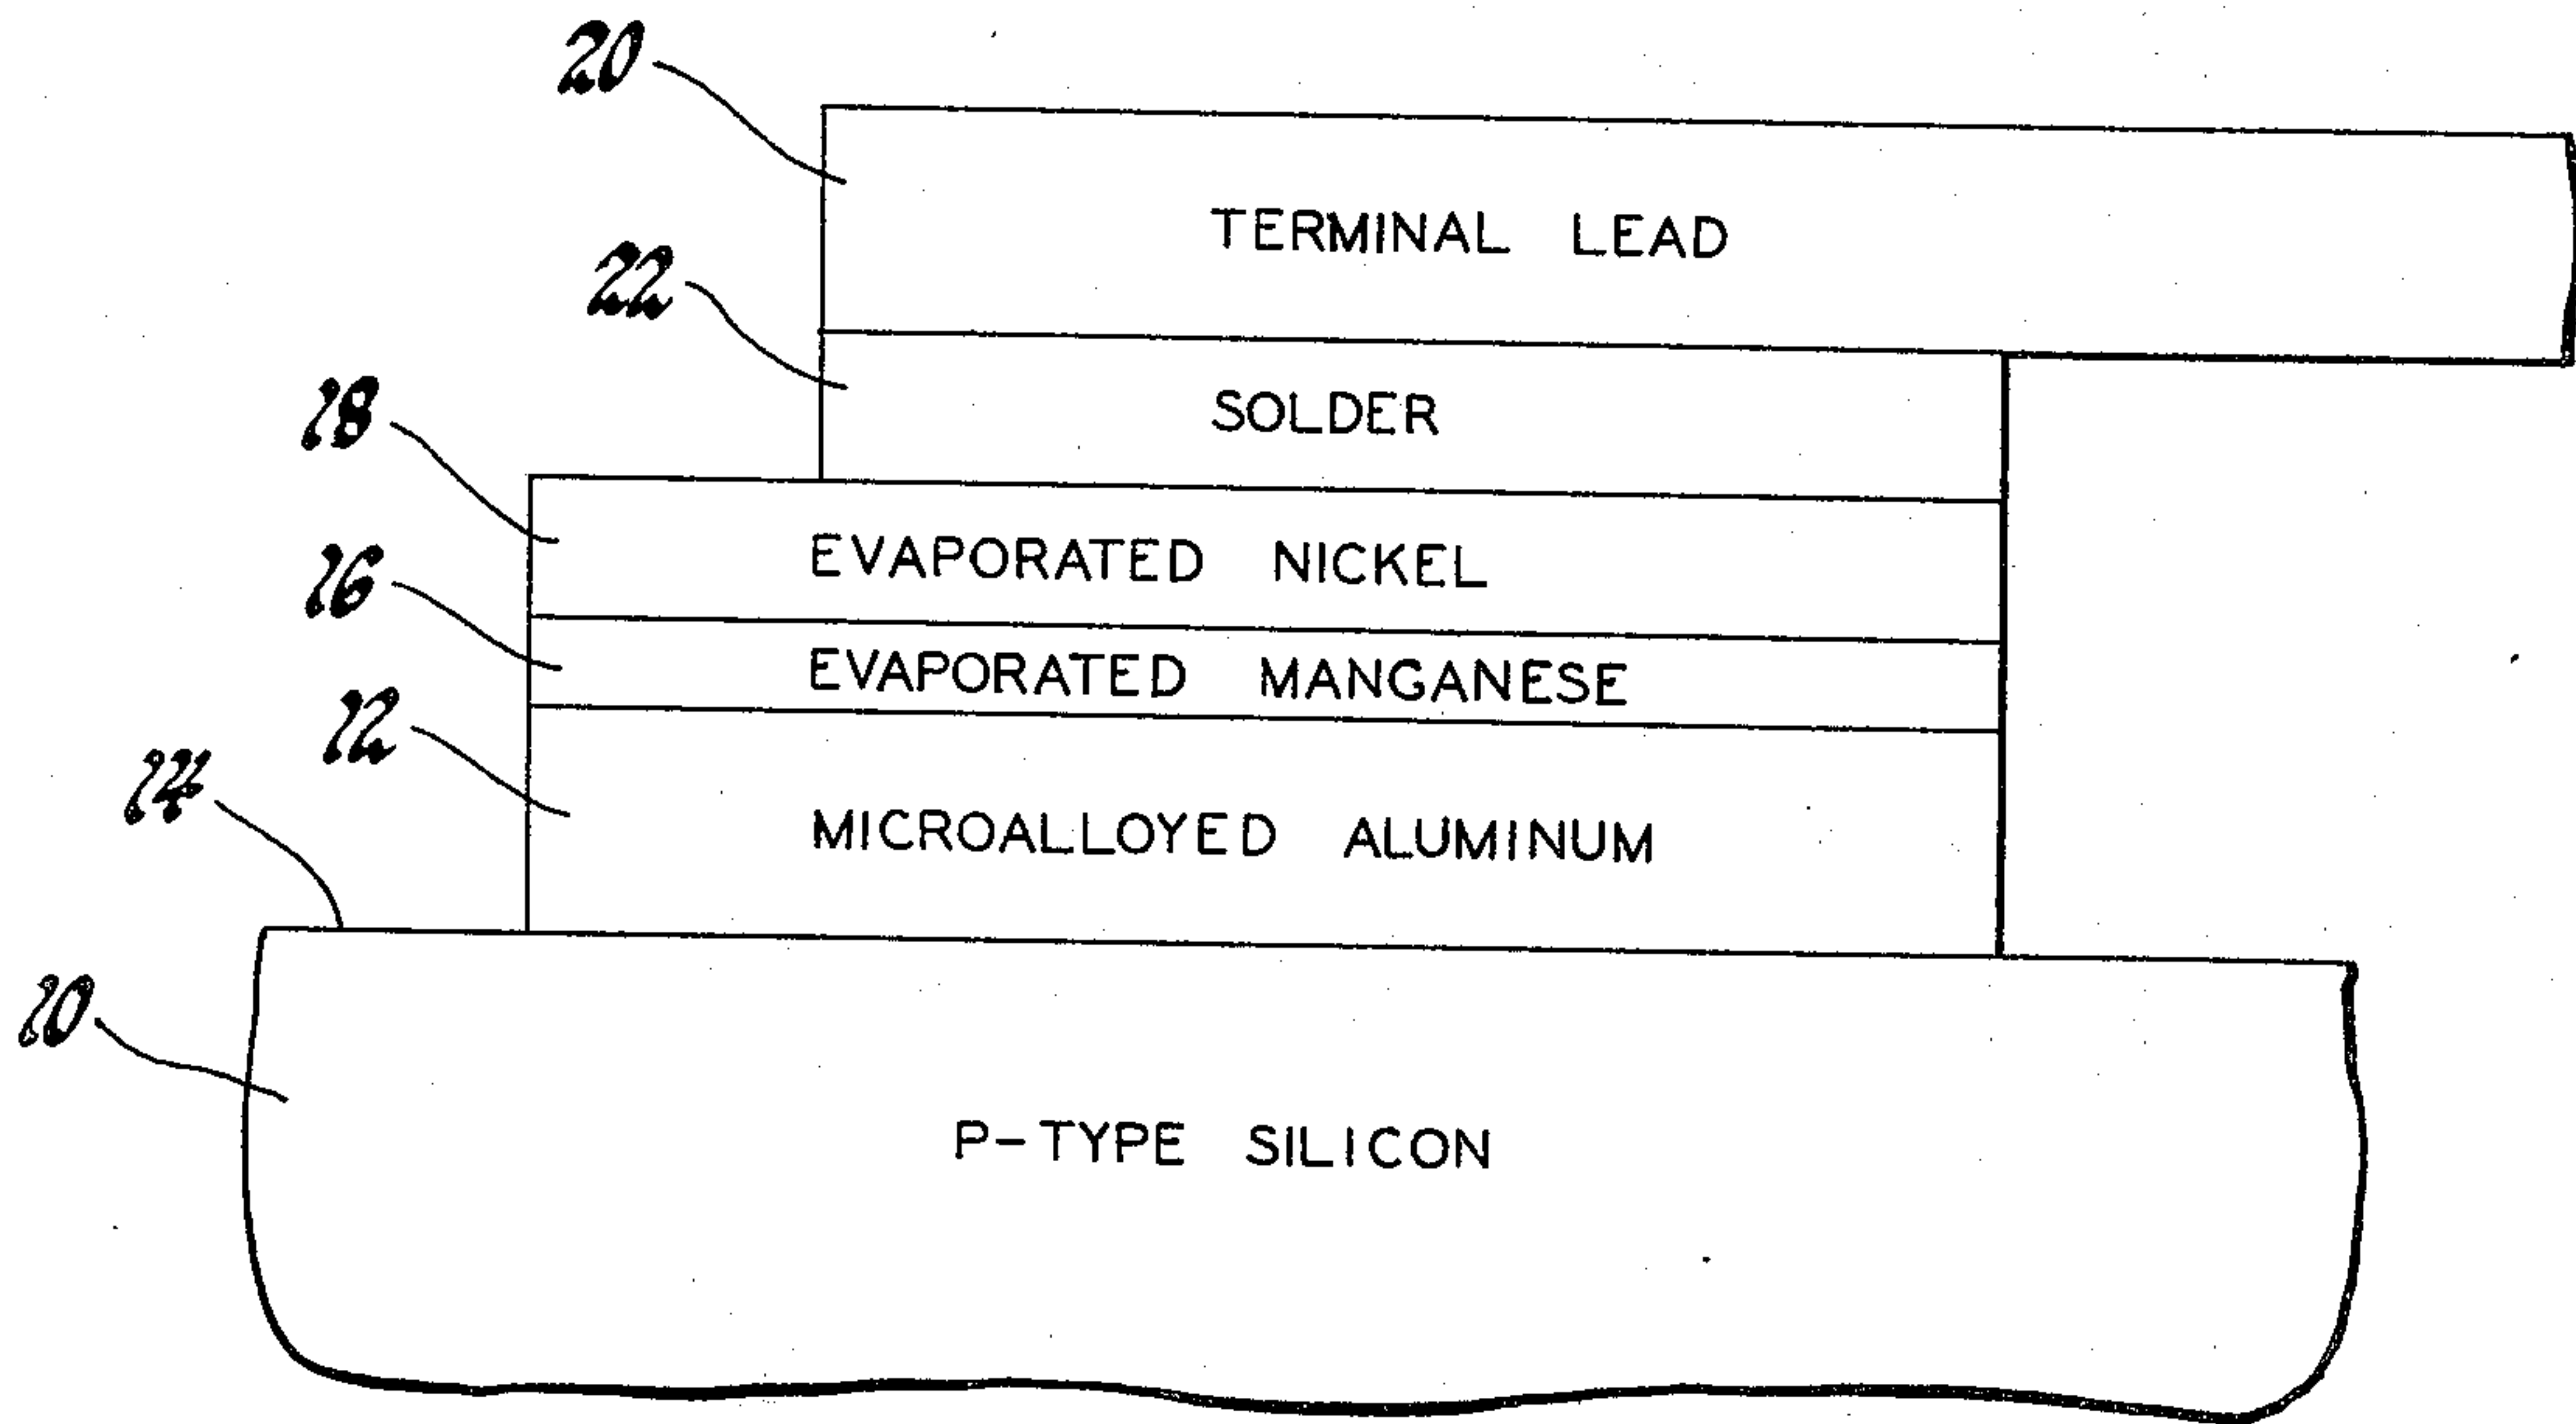 20
TERMINAL LEAD
22
SOLDER
18
EVAPORATED NICKEL
16
EVAPORATED MANGANESE
12
MICROALLOYED ALUMINUM
14
10
P-TYPE SILICON